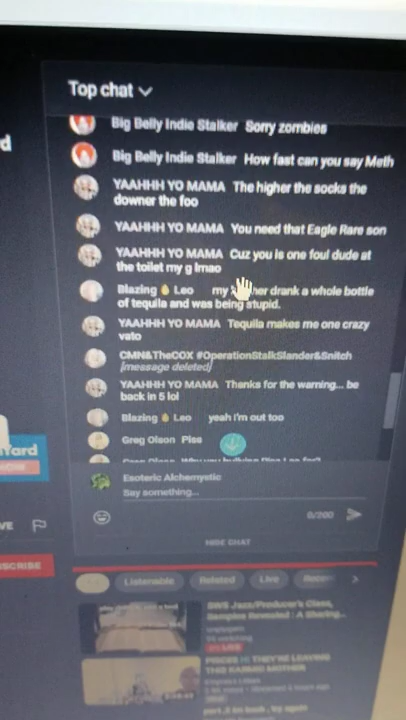 Top chat
Big Belly Indie Stalker Sorry zombies
Big Belly Indie Stalker How fast can you say Meth
YAAHHH YO MAMA The higher the socks the
downer the foo
YAAHHH YO MAMA You need that Eagle Rare son
YAAHHH YO MAMA Cuz you is one foul dude at
the toilet my g lmao
Blazing Leo my her drank a whole bottle
of tequila and was being stupid.
YAAHHH YO MAMA Tequila makes me one crazy
vato
CMN&TheCOX #OperationStalkSlander&Snitch
[message deleted]
YAAHHH YO MAMA Thanks for the warning... be
back in 5 lol
Blazing Leo yeah I'm out too
Greg Olson Piss
Esoteric Alchemystic
Say something...
0/200
HIDE CHAT
Listenable Related Live
SWS Jazz/Producer's Class,
Samples Revealed : A Sharing...
LIVE
PISCES THEY'RE LEAVING
THIS KARMIC MOTHER